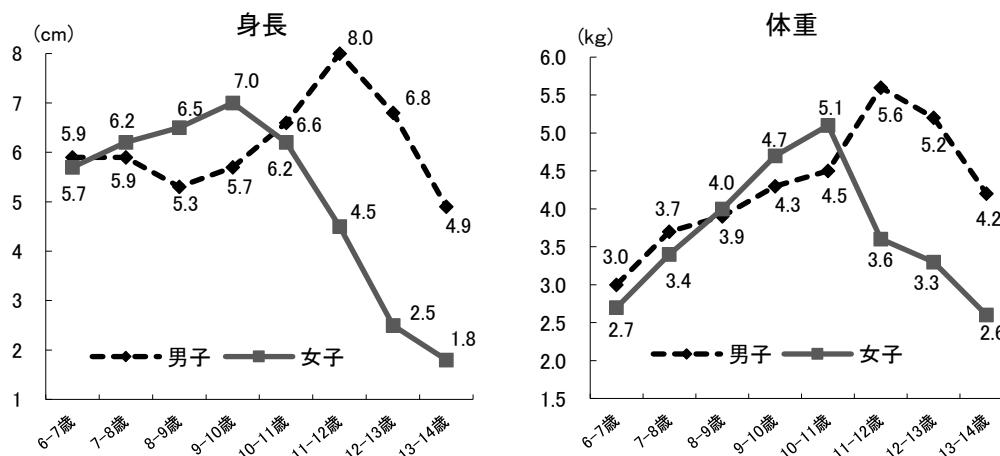 身長
(cm)
8
7
6
5
4
3
2
1
5.9
5.9
5.3
5.7
6.6
8.0
6.8
4.9
5.7
6.2
6.5
7.0
6.2
4.5
2.5
1.8
男子
女子
6-7歳
7-8歳
8-9歳
9-10歳
10-11歳
11-12歳
12-13歳
13-14歳
体重
(kg)
6.0
5.5
5.0
4.5
4.0
3.5
3.0
2.5
2.0
1.5
3.0
3.7
3.9
4.3
4.5
5.6
5.2
4.2
2.7
3.4
4.0
4.7
5.1
3.6
3.3
2.6
男子
女子
6-7歳
7-8歳
8-9歳
9-10歳
10-11歳
11-12歳
12-13歳
13-14歳